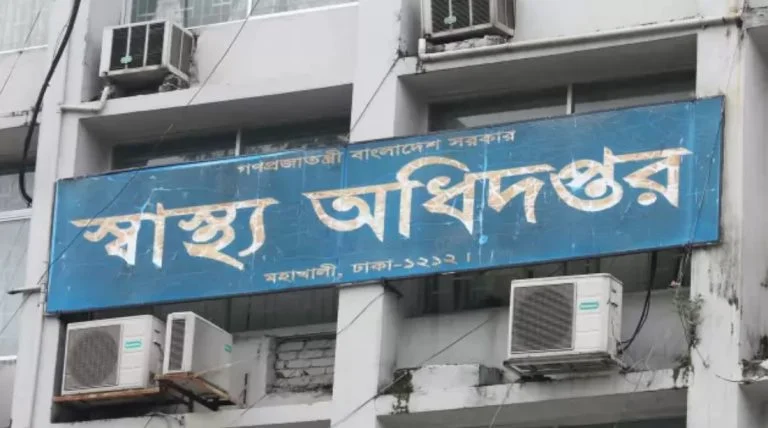 গণপ্রজাতন্ত্রী বাংলাদেশ সরকার
স্বাস্থ্য অধিদপ্তর
মহাখালী, ঢাকা-১২১২।